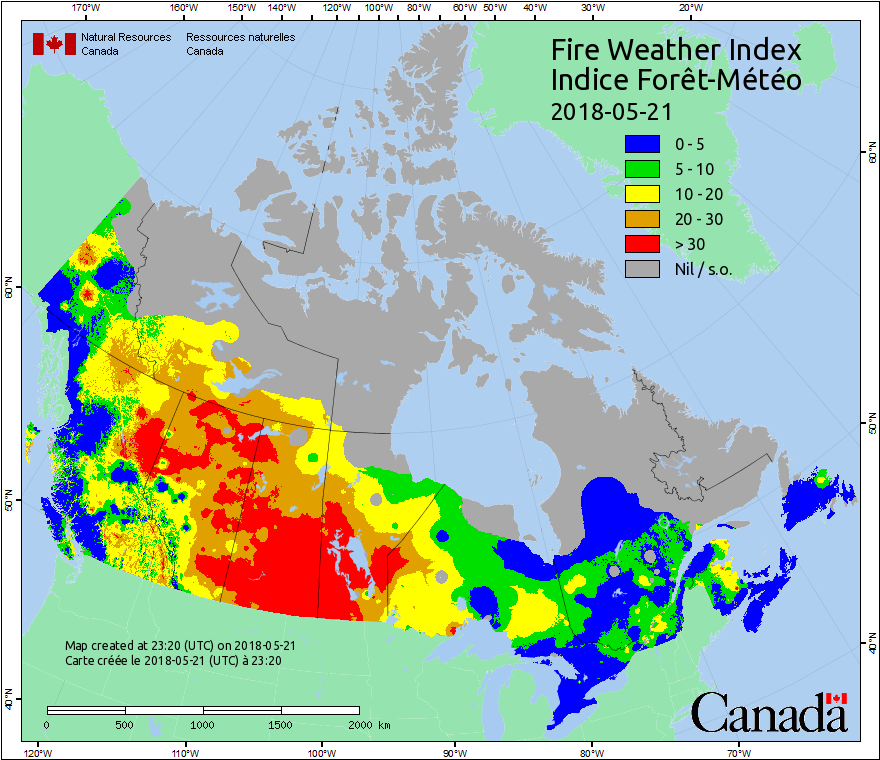 170°W 160°W 150°W 140°W 130°W 120°W 110°W 100°W 90°W 80°W 70°W 60°W 50°W 40°W 30°W 20°W
Natural Resources Ressources naturelles
Canada Canada
Fire Weather Index
Indice Forêt-Météo
2018-05-21
0 - 5
5 - 10
10 - 20
20 - 30
> 30
Nil / s.o.
60°N
60°N
50°N
50°N
40°N
40°N
Map created at 23:20 (UTC) on 2018-05-21
Carte créée le 2018-05-21 (UTC) à 23:20
0 500 1000 1500 2000 km
Canada
120°W 110°W 100°W 90°W 80°W 70°W